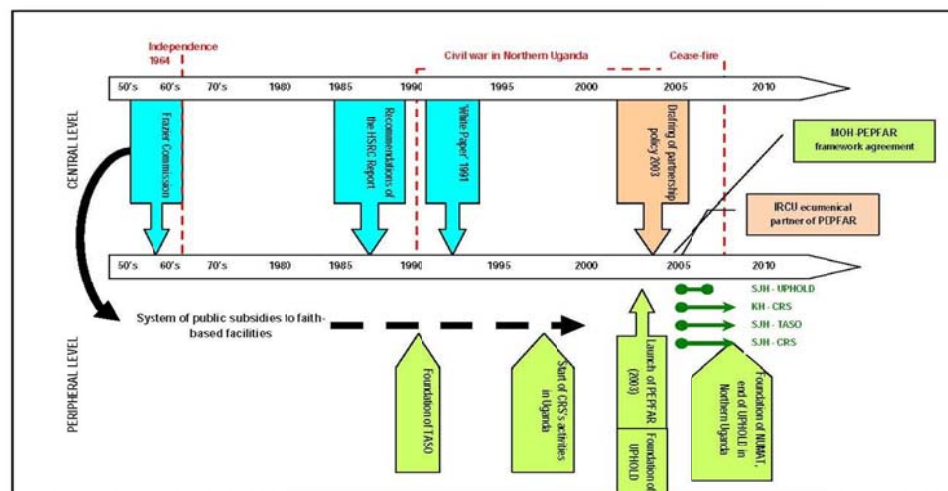 Independence
1964
Civil war in Northern Uganda
Cease-fire
50's 60's 70's 1980 1985 1990 1995 2000 2005 2010
CENTRAL LEVEL
Frazer Commission
Recommendations of
the HSRC Report
'White Paper' 1991
Drafring of partnership
policy 2003
MOH-PEPFAR
framework agreement
IRCU ecumenical
partner of PEPFAR
50's 60's 70's 1980 1985 1990 1995 2000 2005 2010
SJH - UPHOLD
KH - CRS
SJH - TASO
SJH - CRS
PERIPHERAL LEVEL
System of public subsidies to faith-
based facilities
Foundation of TASO
Start of CRS's activities
in Uganda
Launch of PEPFAR
(2003)
Foundation of
UPHOLD
Foundation of NUMAT,
end of UPHOLD in
Northern Uganda